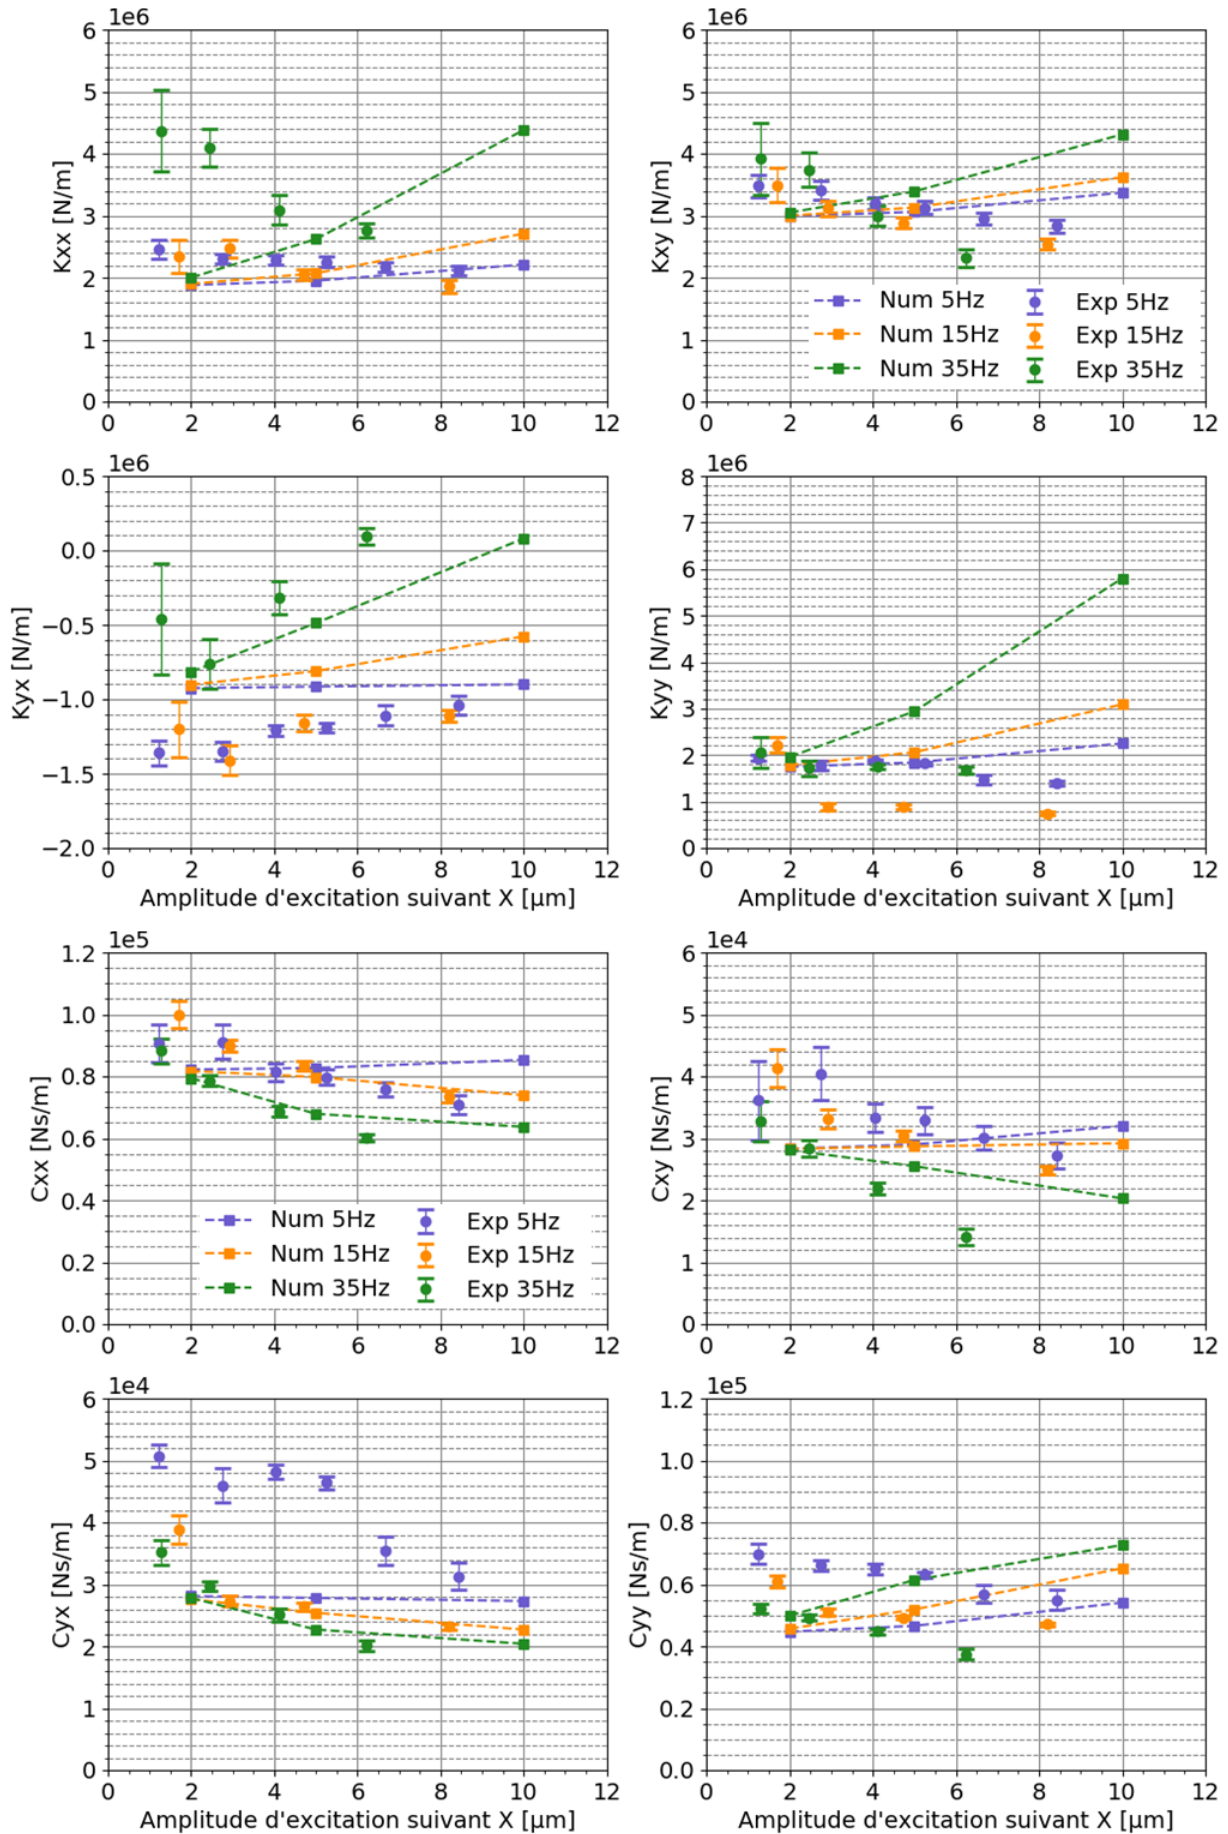 1e6
Kxx [N/m]
6
5
4
3
2
1
0
0 2 4 6 8 10 12
1e6
Kxy [N/m]
6
5
4
3
2
1
0
Num 5Hz Exp 5Hz
Num 15Hz Exp 15Hz
Num 35Hz Exp 35Hz
0 2 4 6 8 10 12
1e6
Kyx [N/m]
0.5
0.0
−0.5
−1.0
−1.5
−2.0
0 2 4 6 8 10 12
Amplitude d'excitation suivant X [μm]
1e6
Kyy [N/m]
8
7
6
5
4
3
2
1
0
0 2 4 6 8 10 12
Amplitude d'excitation suivant X [μm]
1e5
Cxx [Ns/m]
1.2
1.0
0.8
0.6
0.4
0.2
0.0
Num 5Hz Exp 5Hz
Num 15Hz Exp 15Hz
Num 35Hz Exp 35Hz
0 2 4 6 8 10 12
1e4
Cxy [Ns/m]
6
5
4
3
2
1
0
0 2 4 6 8 10 12
1e4
Cyx [Ns/m]
6
5
4
3
2
1
0
0 2 4 6 8 10 12
Amplitude d'excitation suivant X [μm]
1e5
Cyy [Ns/m]
1.2
1.0
0.8
0.6
0.4
0.2
0.0
0 2 4 6 8 10 12
Amplitude d'excitation suivant X [μm]